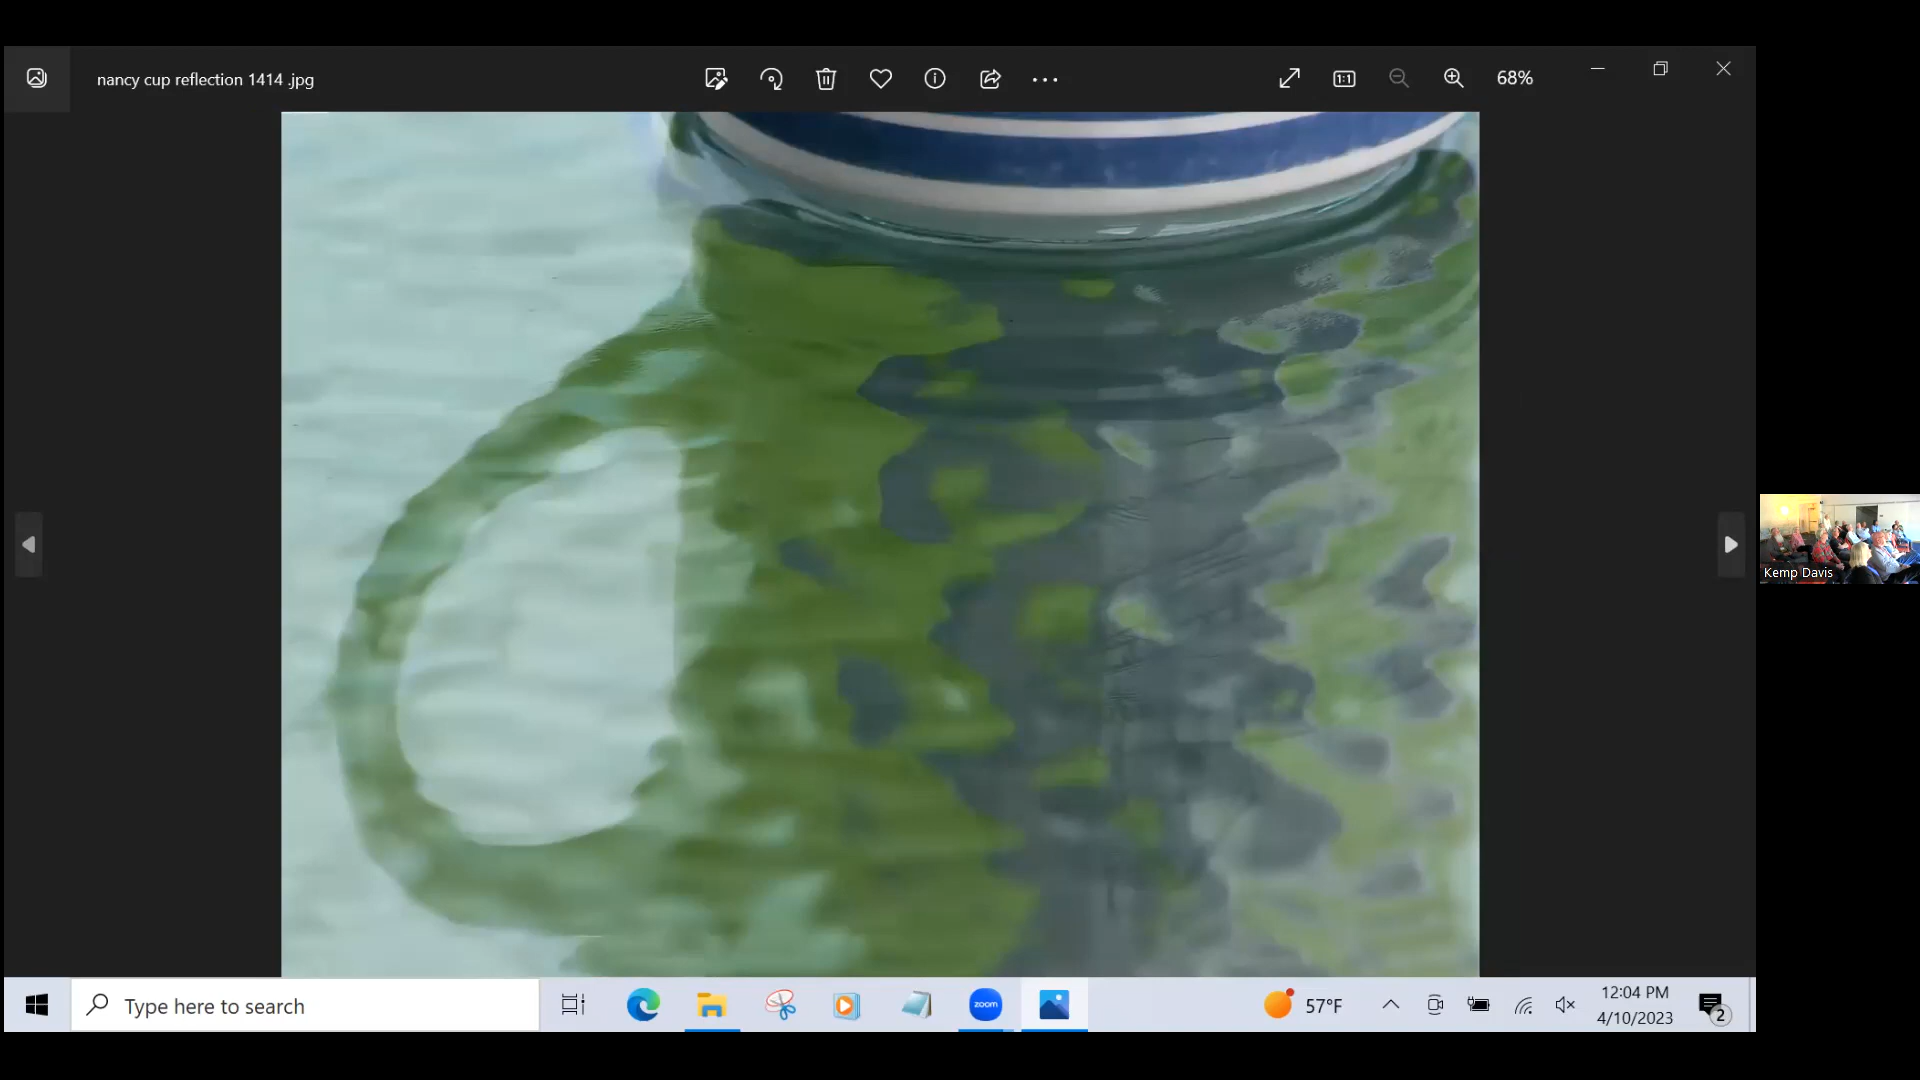 nancy cup reflection 1414 .jpg
68%
Kemp Davis
Type here to search
zoom
57°F
12:04 PM
4/10/2023
2